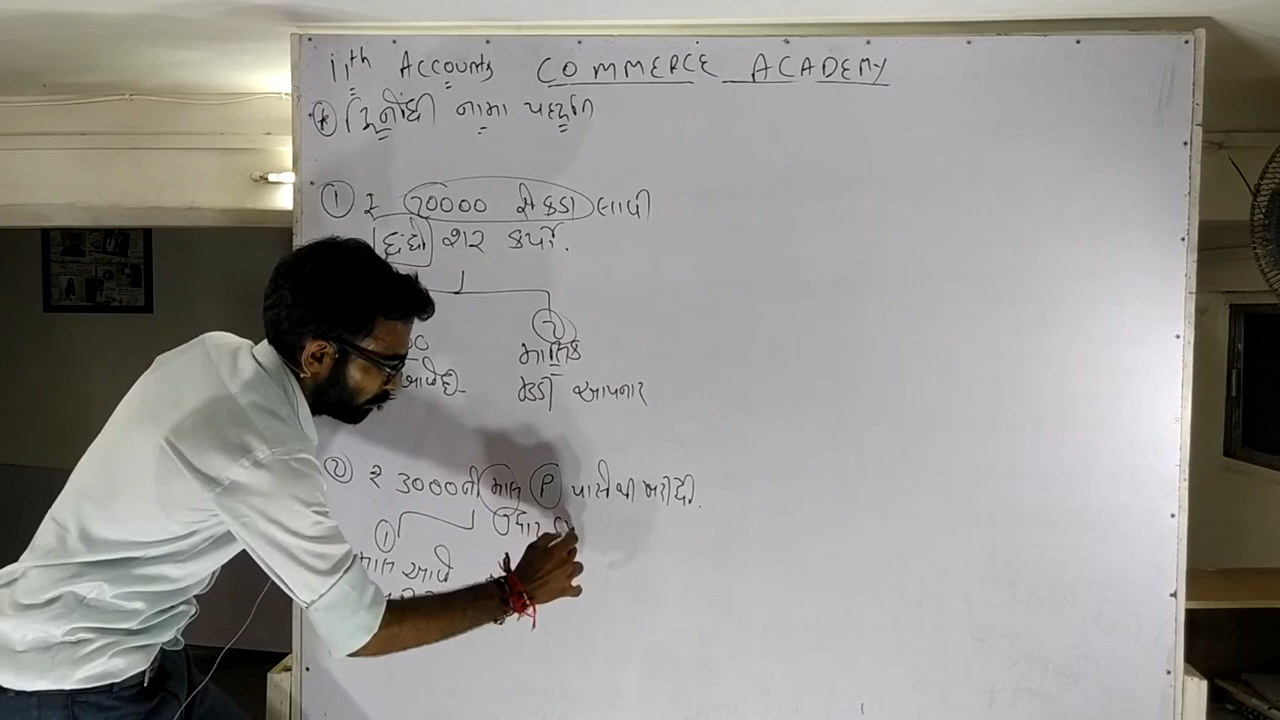 11th Accounts COMMERCE ACADEMY
દ્વિનોંધી નામા પદ્ધતિ
① ₹ 20000 રોકડા લાવી
ધંધો શરૂ કર્યો.
②
માલિક
રોકડ આપનાર
② ₹ 3000નો માલ P પાસેથી ખરીદ્યો.
①
માલ આવે